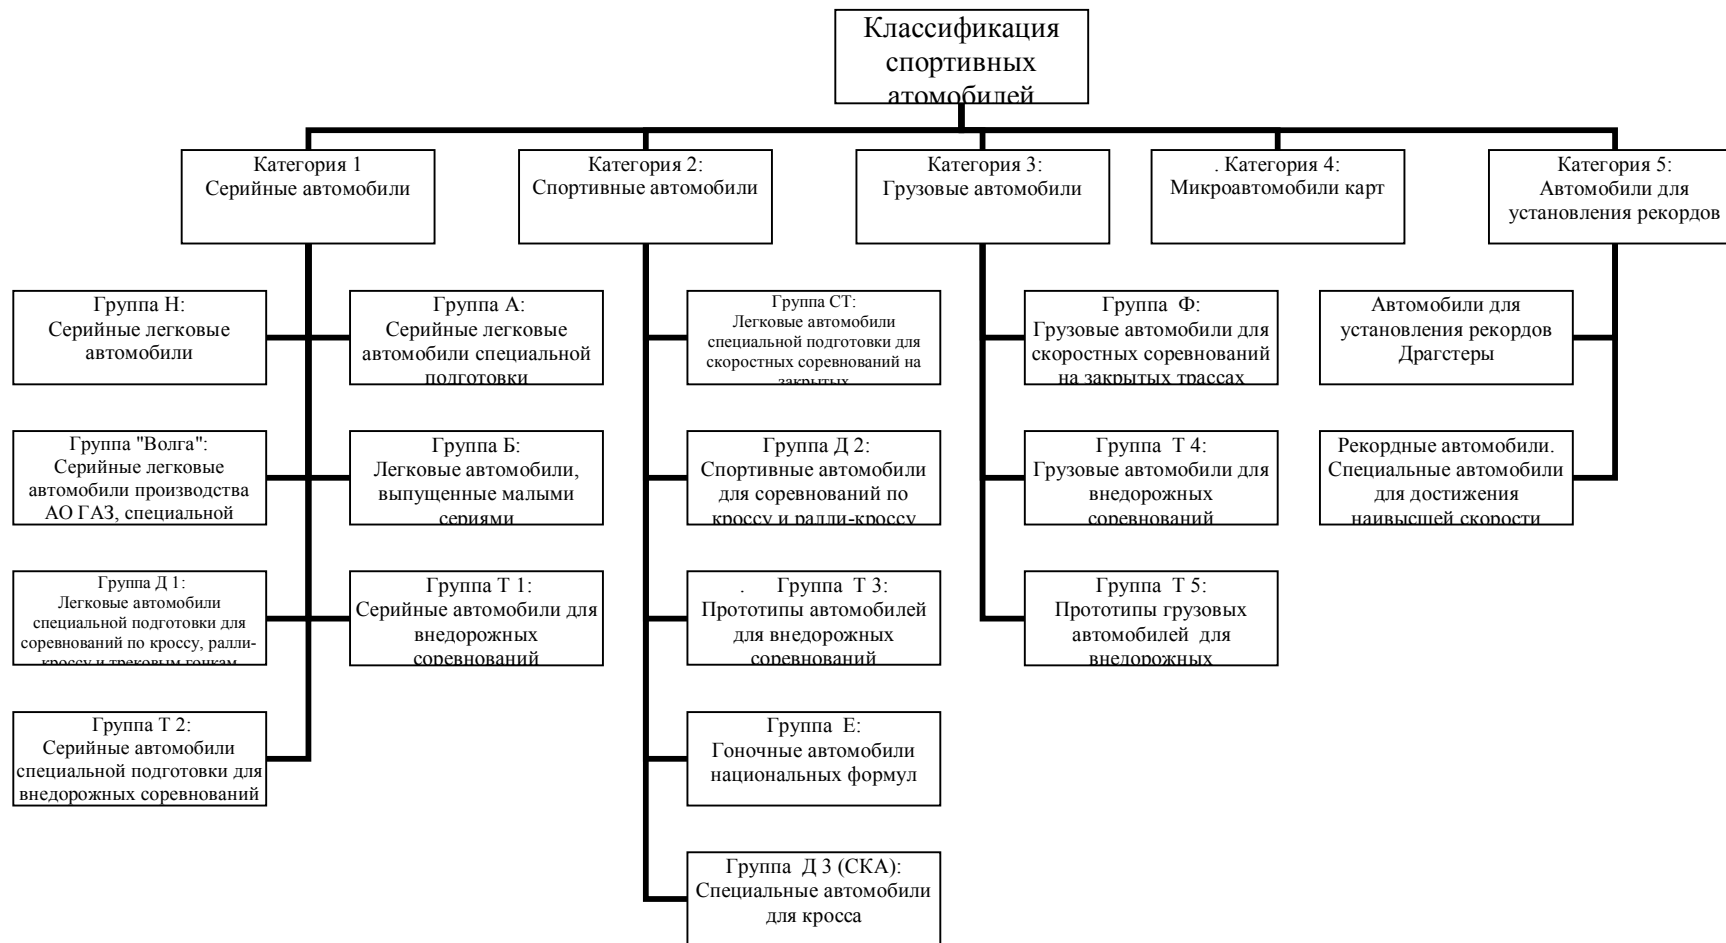 Классификация
спортивных
атомобилей
Категория 1
Серийные автомобили
Категория 2:
Спортивные автомобили
Категория 3:
Грузовые автомобили
. Категория 4:
Микроавтомобили карт
Категория 5:
Автомобили для
установления рекордов
Группа Н:
Серийные легковые
автомобили
Группа А:
Серийные легковые
автомобили специальной
подготовки
Группа СТ:
Легковые автомобили
специальной подготовки для
скоростных соревнований на
закрытых
Группа Ф:
Грузовые автомобили для
скоростных соревнований
на закрытых трассах
Автомобили для
установления рекордов
Драгстеры
Группа "Волга":
Серийные легковые
автомобили производства
АО ГАЗ, специальной
Группа Б:
Легковые автомобили,
выпущенные малыми
сериями
Группа Д 2:
Спортивные автомобили
для соревнований по
кроссу и ралли-кроссу
Группа Т 4:
Грузовые автомобили для
внедорожных
соревнований
Рекордные автомобили.
Специальные автомобили
для достижения
наивысшей скорости
Группа Д 1:
Легковые автомобили
специальной подготовки для
соревнований по кроссу, ралли-
кроссу и трековым гонкам
Группа Т 1:
Серийные автомобили для
внедорожных
соревнований
. Группа Т 3:
Прототипы автомобилей
для внедорожных
соревнований
Группа Т 5:
Прототипы грузовых
автомобилей для
внедорожных
Группа Т 2:
Серийные автомобили
специальной подготовки для
внедорожных соревнований
Группа Е:
Гоночные автомобили
национальных формул
Группа Д 3 (СКА):
Специальные автомобили
для кросса